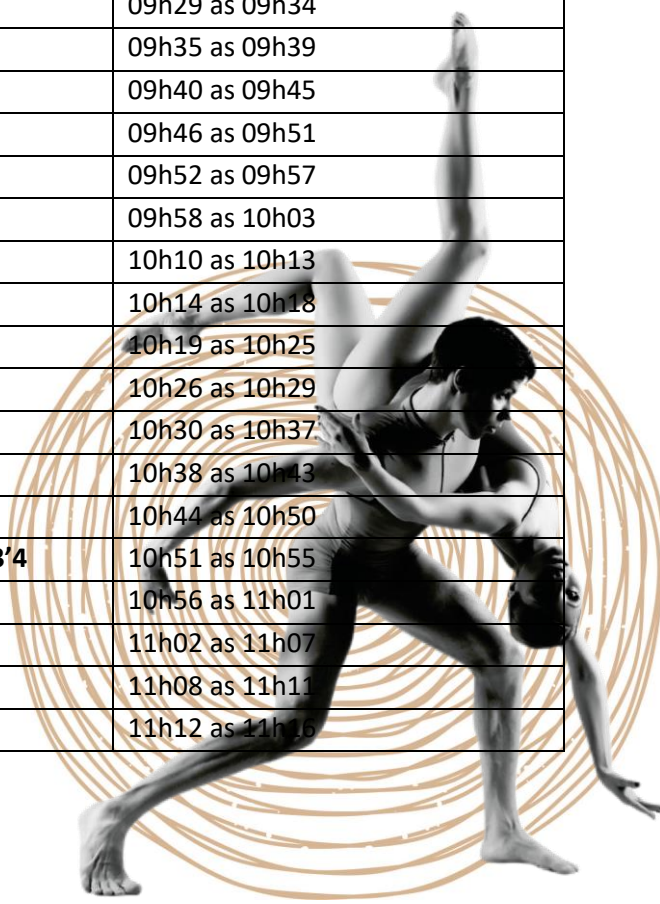 09h29 as 09h34
09h35 as 09h39
09h40 as 09h45
09h46 as 09h51
09h52 as 09h57
09h58 as 10h03
10h10 as 10h13
10h14 as 10h18
10h19 as 10h25
10h26 as 10h29
10h30 as 10h37
10h38 as 10h43
10h44 as 10h50
3’4 10h51 as 10h55
10h56 as 11h01
11h02 as 11h07
11h08 as 11h11
11h12 as 11h16